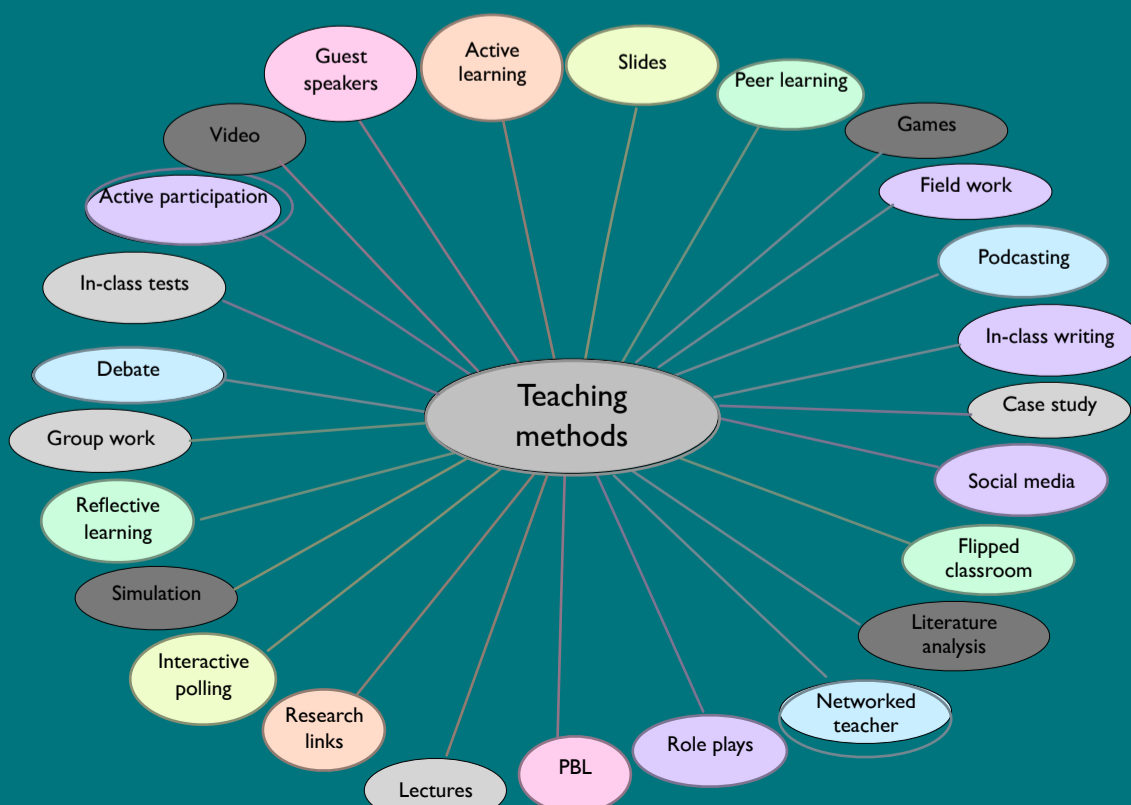 Teaching
methods
Guest
speakers
Active
learning
Slides
Peer learning
Games
Field work
Podcasting
In-class writing
Case study
Social media
Flipped
classroom
Literature
analysis
Networked
teacher
Role plays
PBL
Lectures
Research
links
Interactive
polling
Simulation
Reflective
learning
Group work
Debate
In-class tests
Active participation
Video